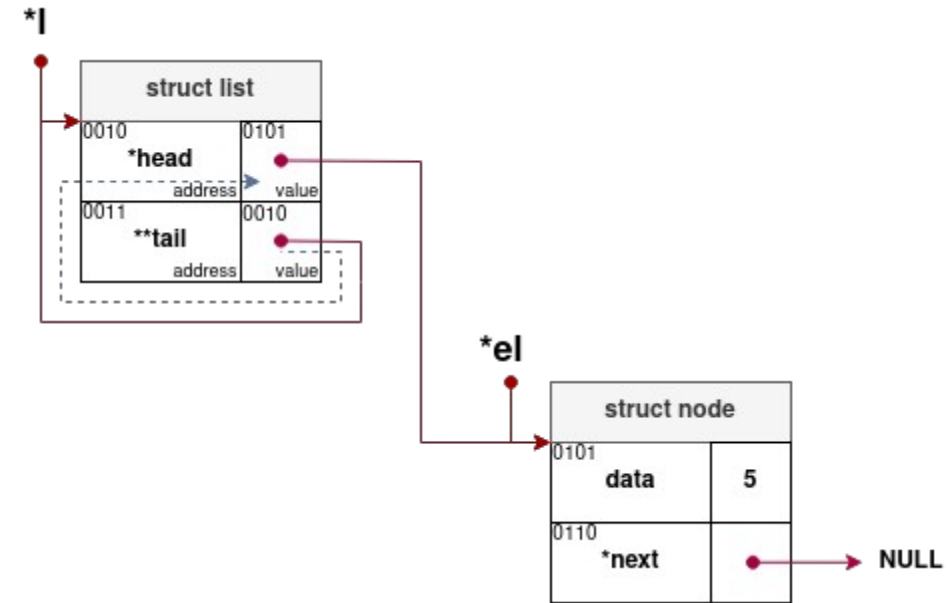 *l
struct list
0010
0101
*head
address
value
0011
0010
**tail
address
value
*el
struct node
0101
data
5
0110
*next
NULL